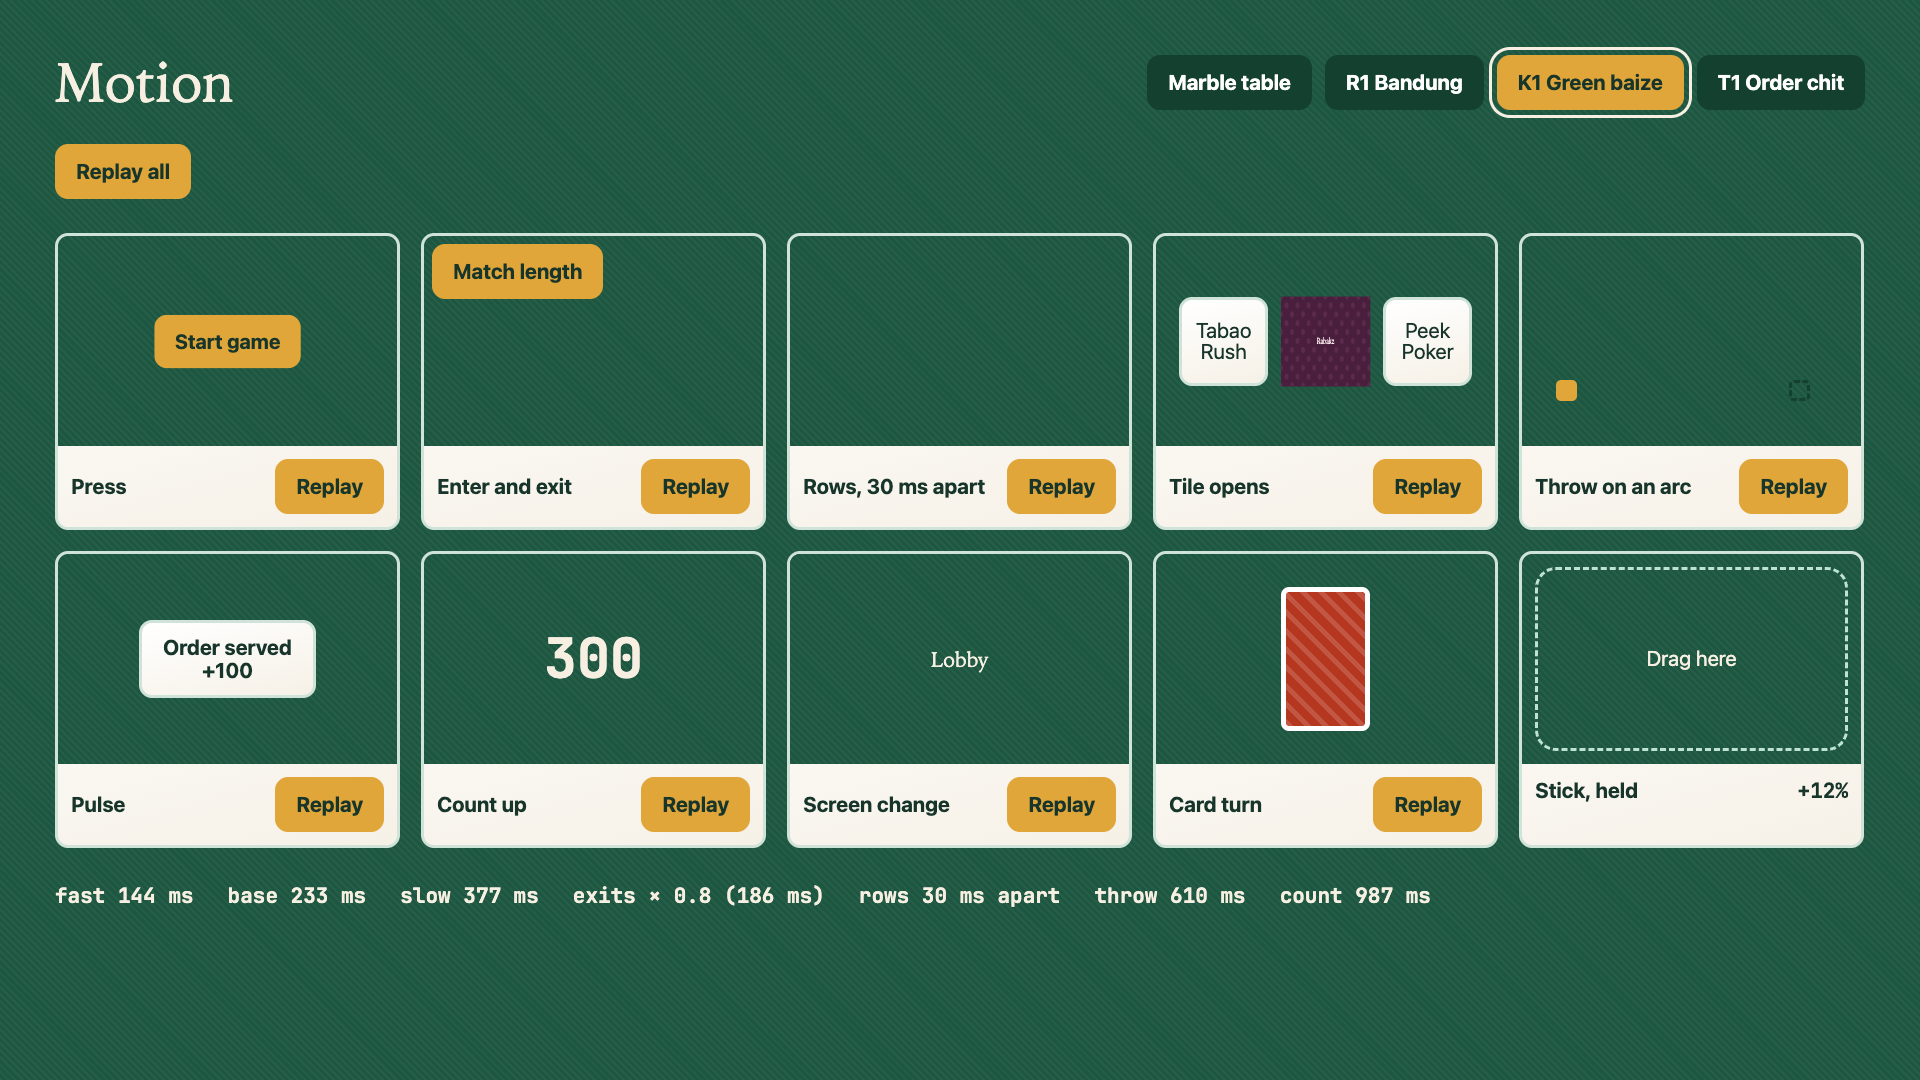 Motion
Marble table
R1 Bandung
K1 Green baize
T1 Order chit
Replay all
Start game
Match length
Tabao
Rush
Rabakz
Peek
Poker
Press
Replay
Enter and exit
Replay
Rows, 30 ms apart
Replay
Tile opens
Replay
Throw on an arc
Replay
Order served
+100
300
Lobby
Drag here
Pulse
Replay
Count up
Replay
Screen change
Replay
Card turn
Replay
Stick, held
+12%
fast 144 ms
base 233 ms
slow 377 ms
exits × 0.8 (186 ms)
rows 30 ms apart
throw 610 ms
count 987 ms